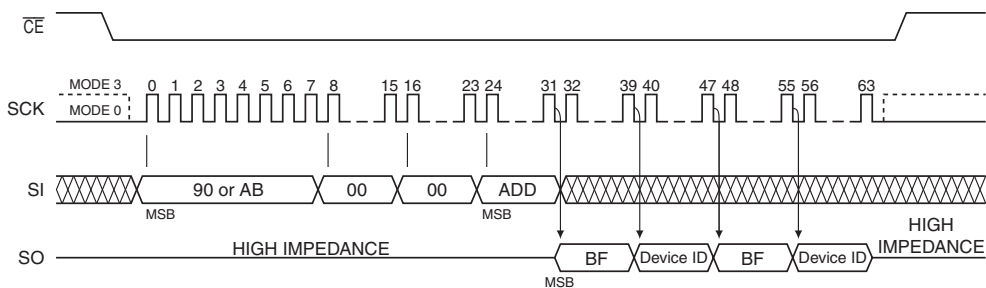 CE
MODE 3
0 1 2 3 4 5 6 7 8 15 16 23 24 31 32 39 40 47 48 55 56 63
SCK
MODE 0
SI
90 or AB 00 00 ADD
MSB MSB
HIGH IMPEDANCE
HIGH IMPEDANCE
SO
BF Device ID BF Device ID
MSB